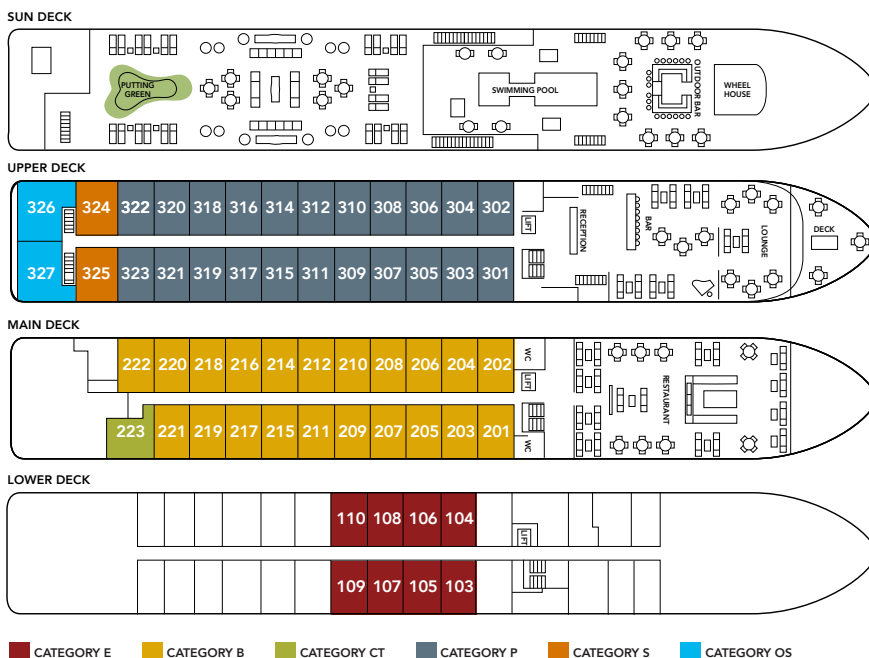 SUN DECK
PUTTING
GREEN
SWIMMING POOL
OUTDOOR BAR
WHEEL
HOUSE
UPPER DECK
326 324 322 320 318 316 314 312 310 308 306 304 302
LIFT
RECEPTION
BAR
LOUNGE
DECK
327 325 323 321 319 317 315 311 309 307 305 303 301
MAIN DECK
222 220 218 216 214 212 210 208 206 204 202
WC
LIFT
RESTAURANT
223 221 219 217 215 211 209 207 205 203 201
WC
LOWER DECK
110 108 106 104
LIFT
109 107 105 103
CATEGORY E CATEGORY B CATEGORY CT CATEGORY P CATEGORY S CATEGORY OS